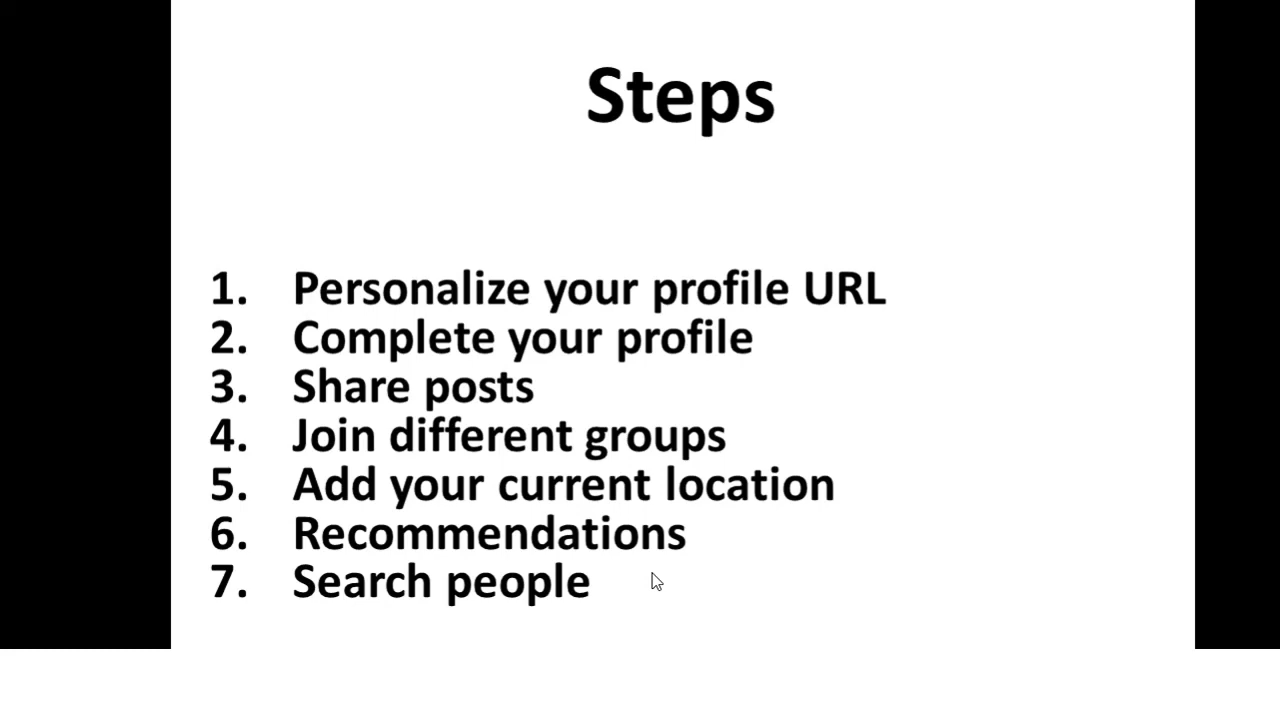 Steps
1. Personalize your profile URL
2. Complete your profile
3. Share posts
4. Join different groups
5. Add your current location
6. Recommendations
7. Search people